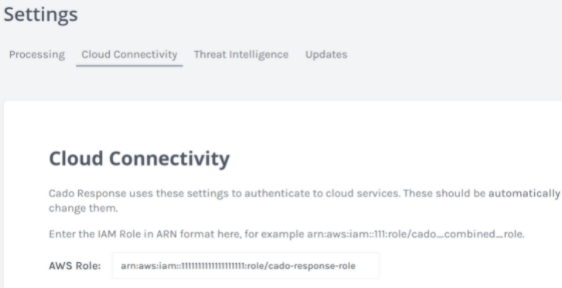 Settings
Processing Cloud Connectivity Threat Intelligence Updates
Cloud Connectivity
Cado Response uses these settings to authenticate to cloud services. These should be automatically
change them.
Enter the IAM Role in ARN format here, for example arn:aws:iam::111:role/cado_combined_role.
AWS Role: arn:aws:iam::111111111111111111111:role/cado-response-role